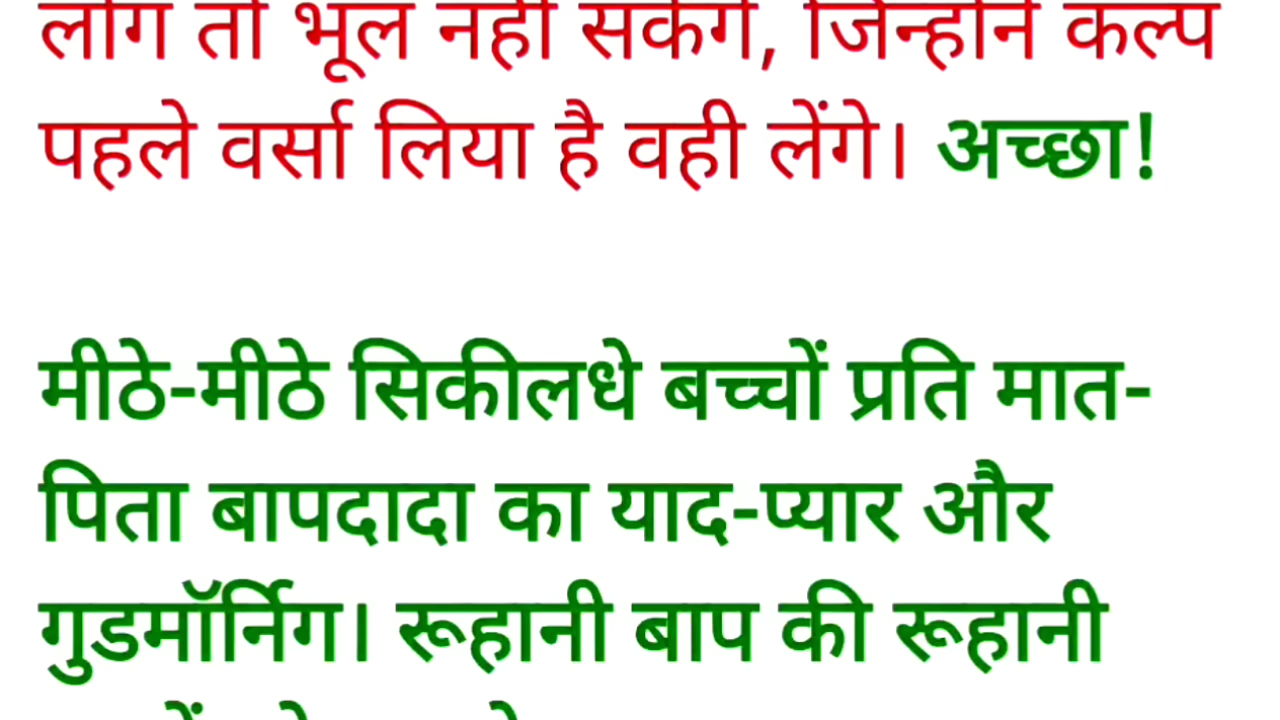 लोग तो भूल नहीं सकेंगे, जिन्होंने कल्प
पहले वर्सा लिया है वही लेंगे। अच्छा!
मीठे-मीठे सिकीलधे बच्चों प्रति मात-
पिता बापदादा का याद-प्यार और
गुडमॉर्निंग। रूहानी बाप की रूहानी